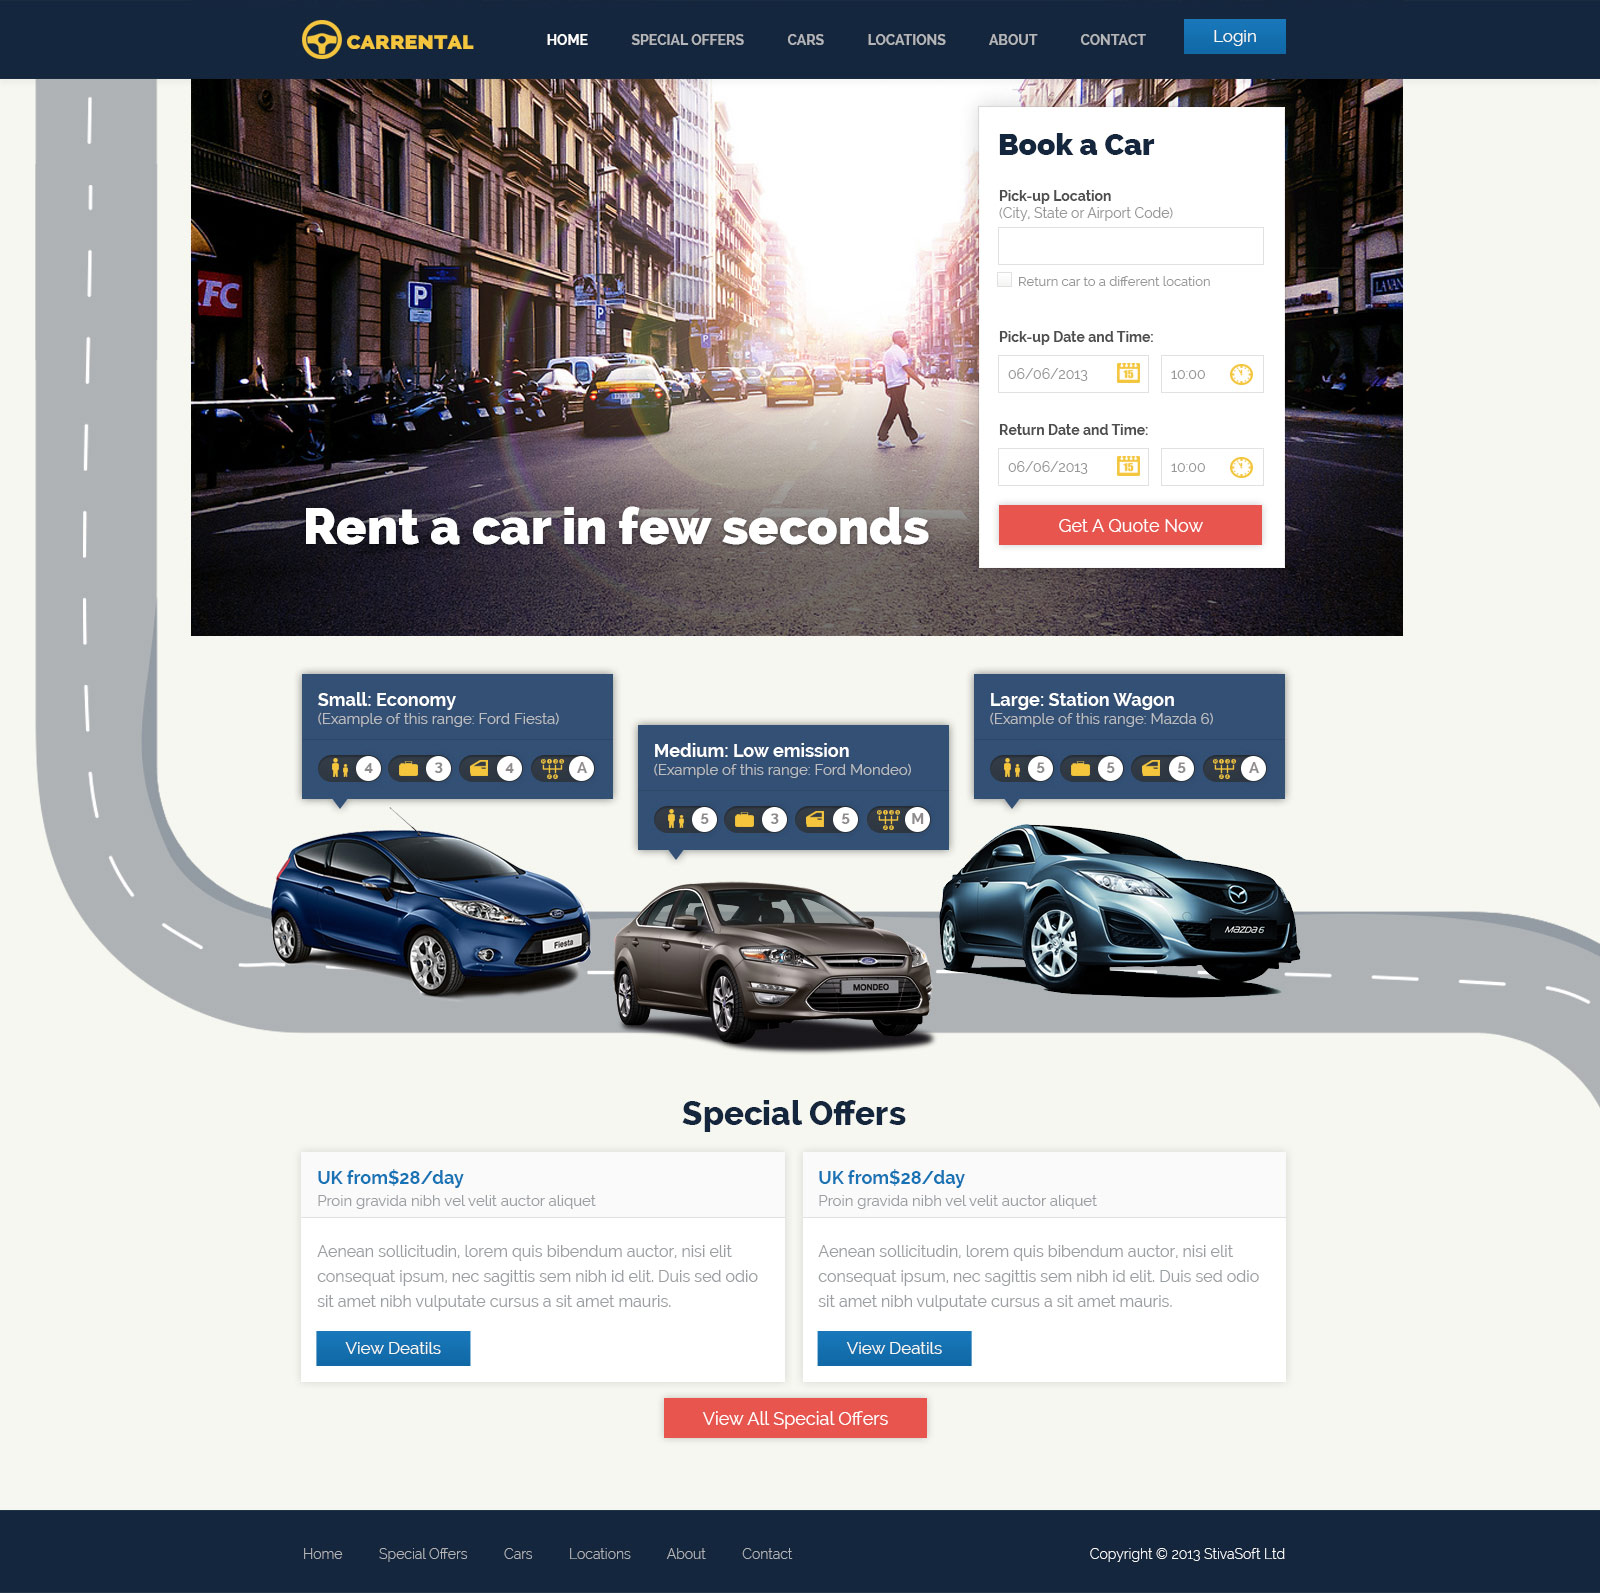 CARRENTAL
HOME SPECIAL OFFERS CARS LOCATIONS ABOUT CONTACT Login
KFC
P
P
Rent a car in few seconds
Book a Car
Pick-up Location
(City, State or Airport Code)
Return car to a different location
Pick-up Date and Time:
06/06/2013 15 10:00
Return Date and Time:
06/06/2013 15 10:00
Get A Quote Now
Small: Economy
(Example of this range: Ford Fiesta)
4 3 4 A
Medium: Low emission
(Example of this range: Ford Mondeo)
5 3 5 M
Large: Station Wagon
(Example of this range: Mazda 6)
5 5 5 A
Fiesta
MONDEO
mazda 6
Special Offers
UK from$28/day
Proin gravida nibh vel velit auctor aliquet
Aenean sollicitudin, lorem quis bibendum auctor, nisi elit
consequat ipsum, nec sagittis sem nibh id elit. Duis sed odio
sit amet nibh vulputate cursus a sit amet mauris.
View Deatils
UK from$28/day
Proin gravida nibh vel velit auctor aliquet
Aenean sollicitudin, lorem quis bibendum auctor, nisi elit
consequat ipsum, nec sagittis sem nibh id elit. Duis sed odio
sit amet nibh vulputate cursus a sit amet mauris.
View Deatils
View All Special Offers
Home Special Offers Cars Locations About Contact
Copyright © 2013 StivaSoft Ltd